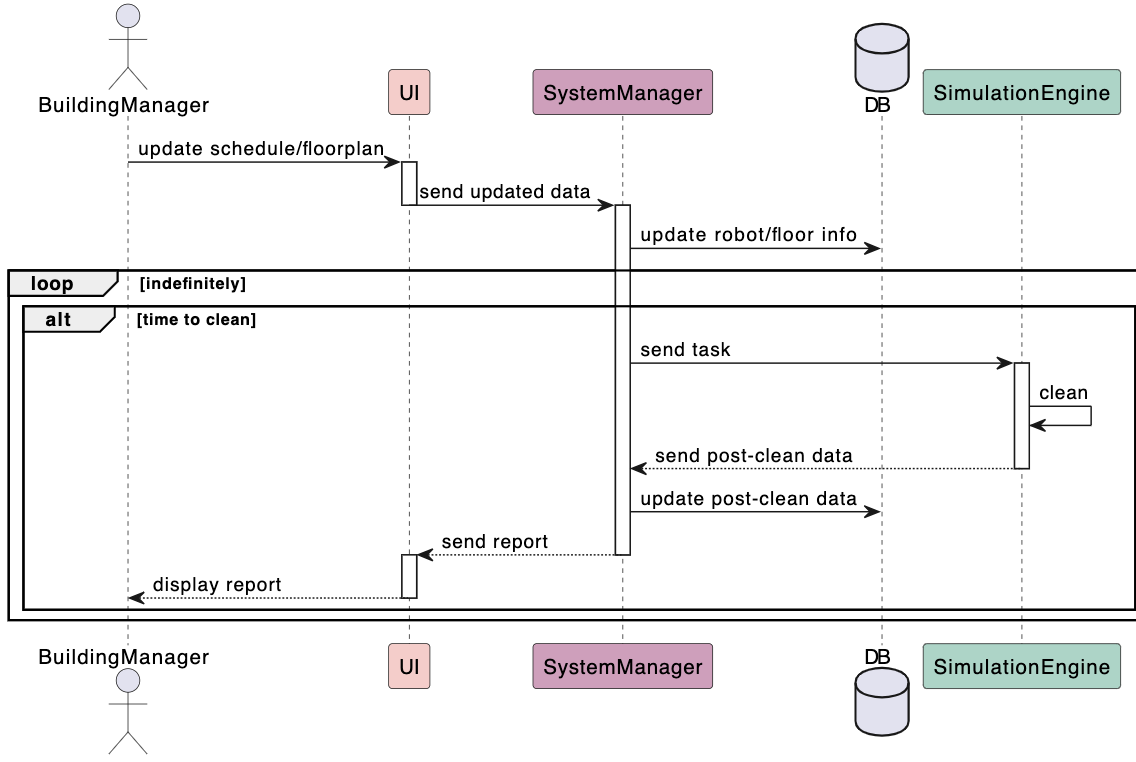 BuildingManager
UI
SystemManager
DB
SimulationEngine
update schedule/floorplan
send updated data
update robot/floor info
loop [indefinitely]
alt [time to clean]
send task
clean
send post-clean data
update post-clean data
send report
display report
BuildingManager
UI
SystemManager
DB
SimulationEngine